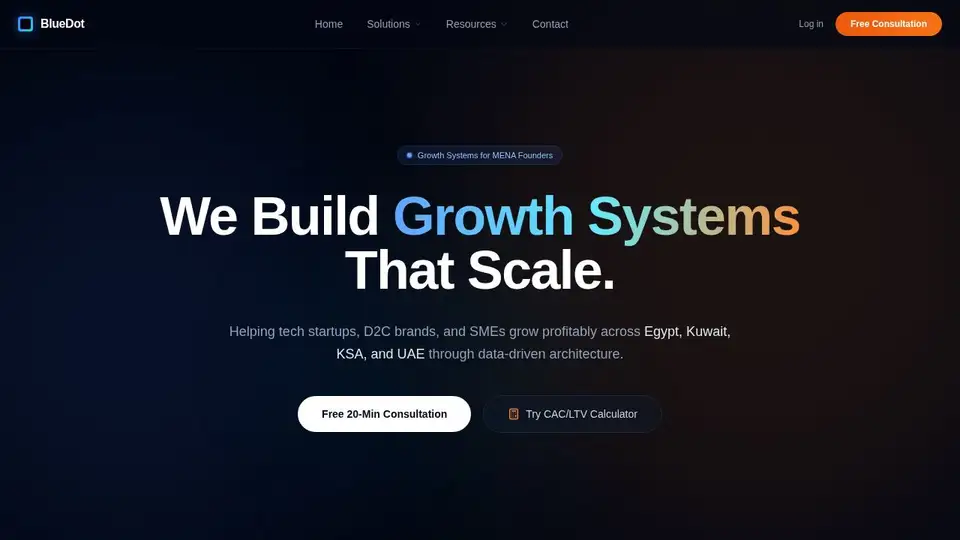 BlueDot
Home
Solutions
Resources
Contact
Log in
Free Consultation
Growth Systems for MENA Founders
We Build Growth Systems
That Scale.
Helping tech startups, D2C brands, and SMEs grow profitably across Egypt, Kuwait,
KSA, and UAE through data-driven architecture.
Free 20-Min Consultation
Try CAC/LTV Calculator